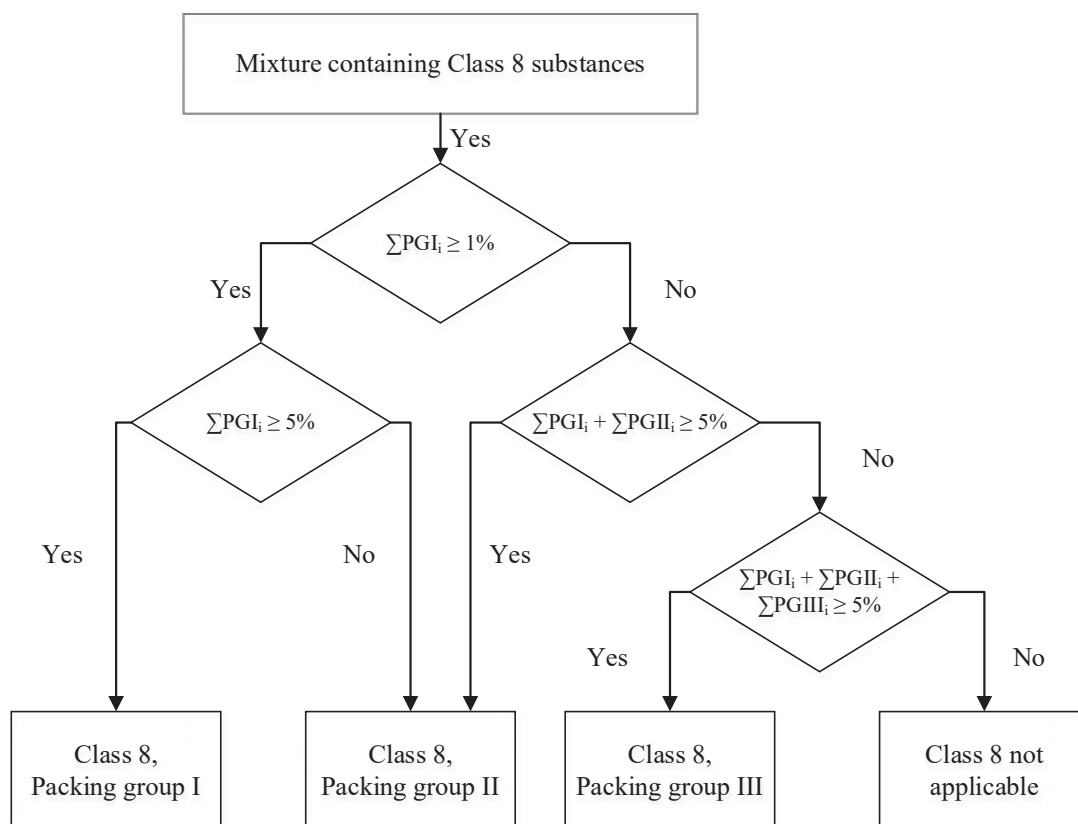 Mixture containing Class 8 substances
Yes
∑PGIᵢ ≥ 1%
Yes
No
∑PGIᵢ ≥ 5%
∑PGIᵢ + ∑PGIIᵢ ≥ 5%
No
Yes
No
Yes
∑PGIᵢ + ∑PGIIᵢ +
∑PGIIIᵢ ≥ 5%
Yes
No
Class 8,
Packing group I
Class 8,
Packing group II
Class 8,
Packing group III
Class 8 not
applicable